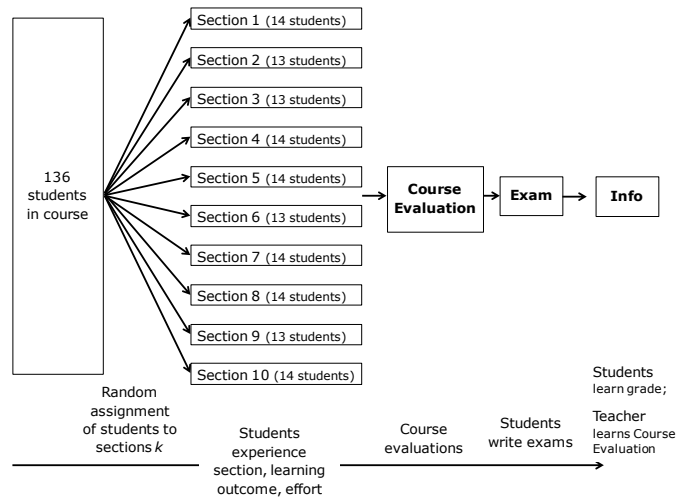 136
students
in course
Section 1 (14 students)
Section 2 (13 students)
Section 3 (13 students)
Section 4 (14 students)
Section 5 (14 students)
Section 6 (13 students)
Section 7 (14 students)
Section 8 (14 students)
Section 9 (13 students)
Section 10 (14 students)
Course
Evaluation
Exam
Info
Random
assignment
of students to
sections k
Students
experience
section, learning
outcome, effort
Course
evaluations
Students
write exams
Students
learn grade;
Teacher
learns Course
Evaluation